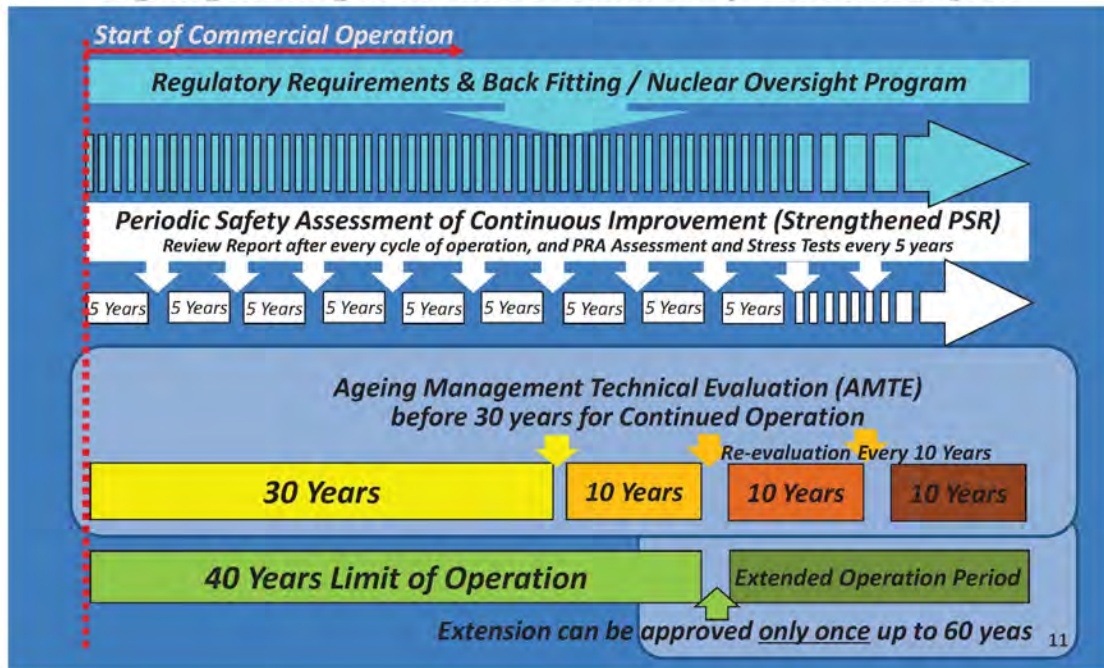 Start of Commercial Operation
Regulatory Requirements & Back Fitting / Nuclear Oversight Program
Periodic Safety Assessment of Continuous Improvement (Strengthened PSR)
Review Report after every cycle of operation, and PRA Assessment and Stress Tests every 5 years
5 Years 5 Years 5 Years 5 Years 5 Years 5 Years 5 Years 5 Years 5 Years
Ageing Management Technical Evaluation (AMTE)
before 30 years for Continued Operation
Re-evaluation Every 10 Years
30 Years 10 Years 10 Years 10 Years
40 Years Limit of Operation Extended Operation Period
Extension can be approved only once up to 60 yeas 11